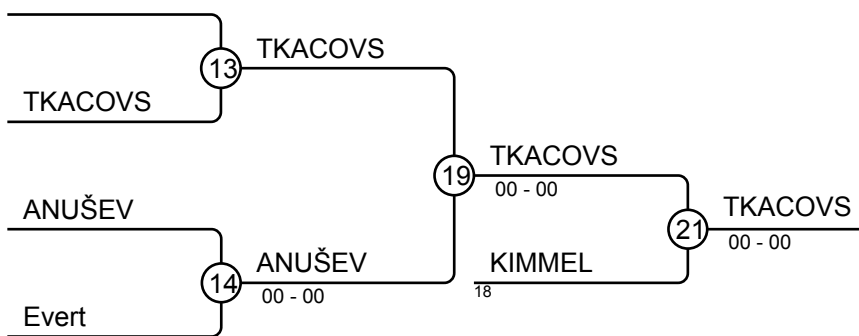 TKACOVS
13
TKACOVS
TKACOVS
19
00 - 00
ANUŠEV
TKACOVS
21
00 - 00
ANUŠEV
14
00 - 00
KIMMEL
18
Evert